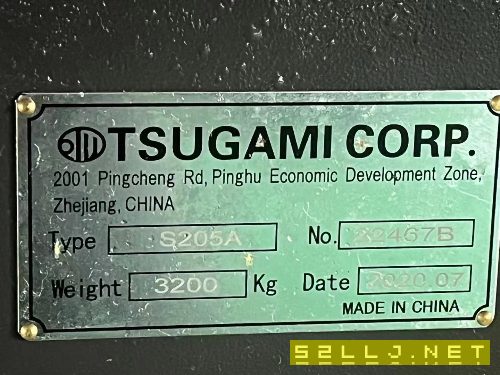 TSUGAMI CORP.
2001 Pingcheng Rd, Pinghu Economic Development Zone,
Zhejiang, CHINA
Type S205A No.
Weight 3200 Kg Date 2020.07
MADE IN CHINA
52LLJ.NET